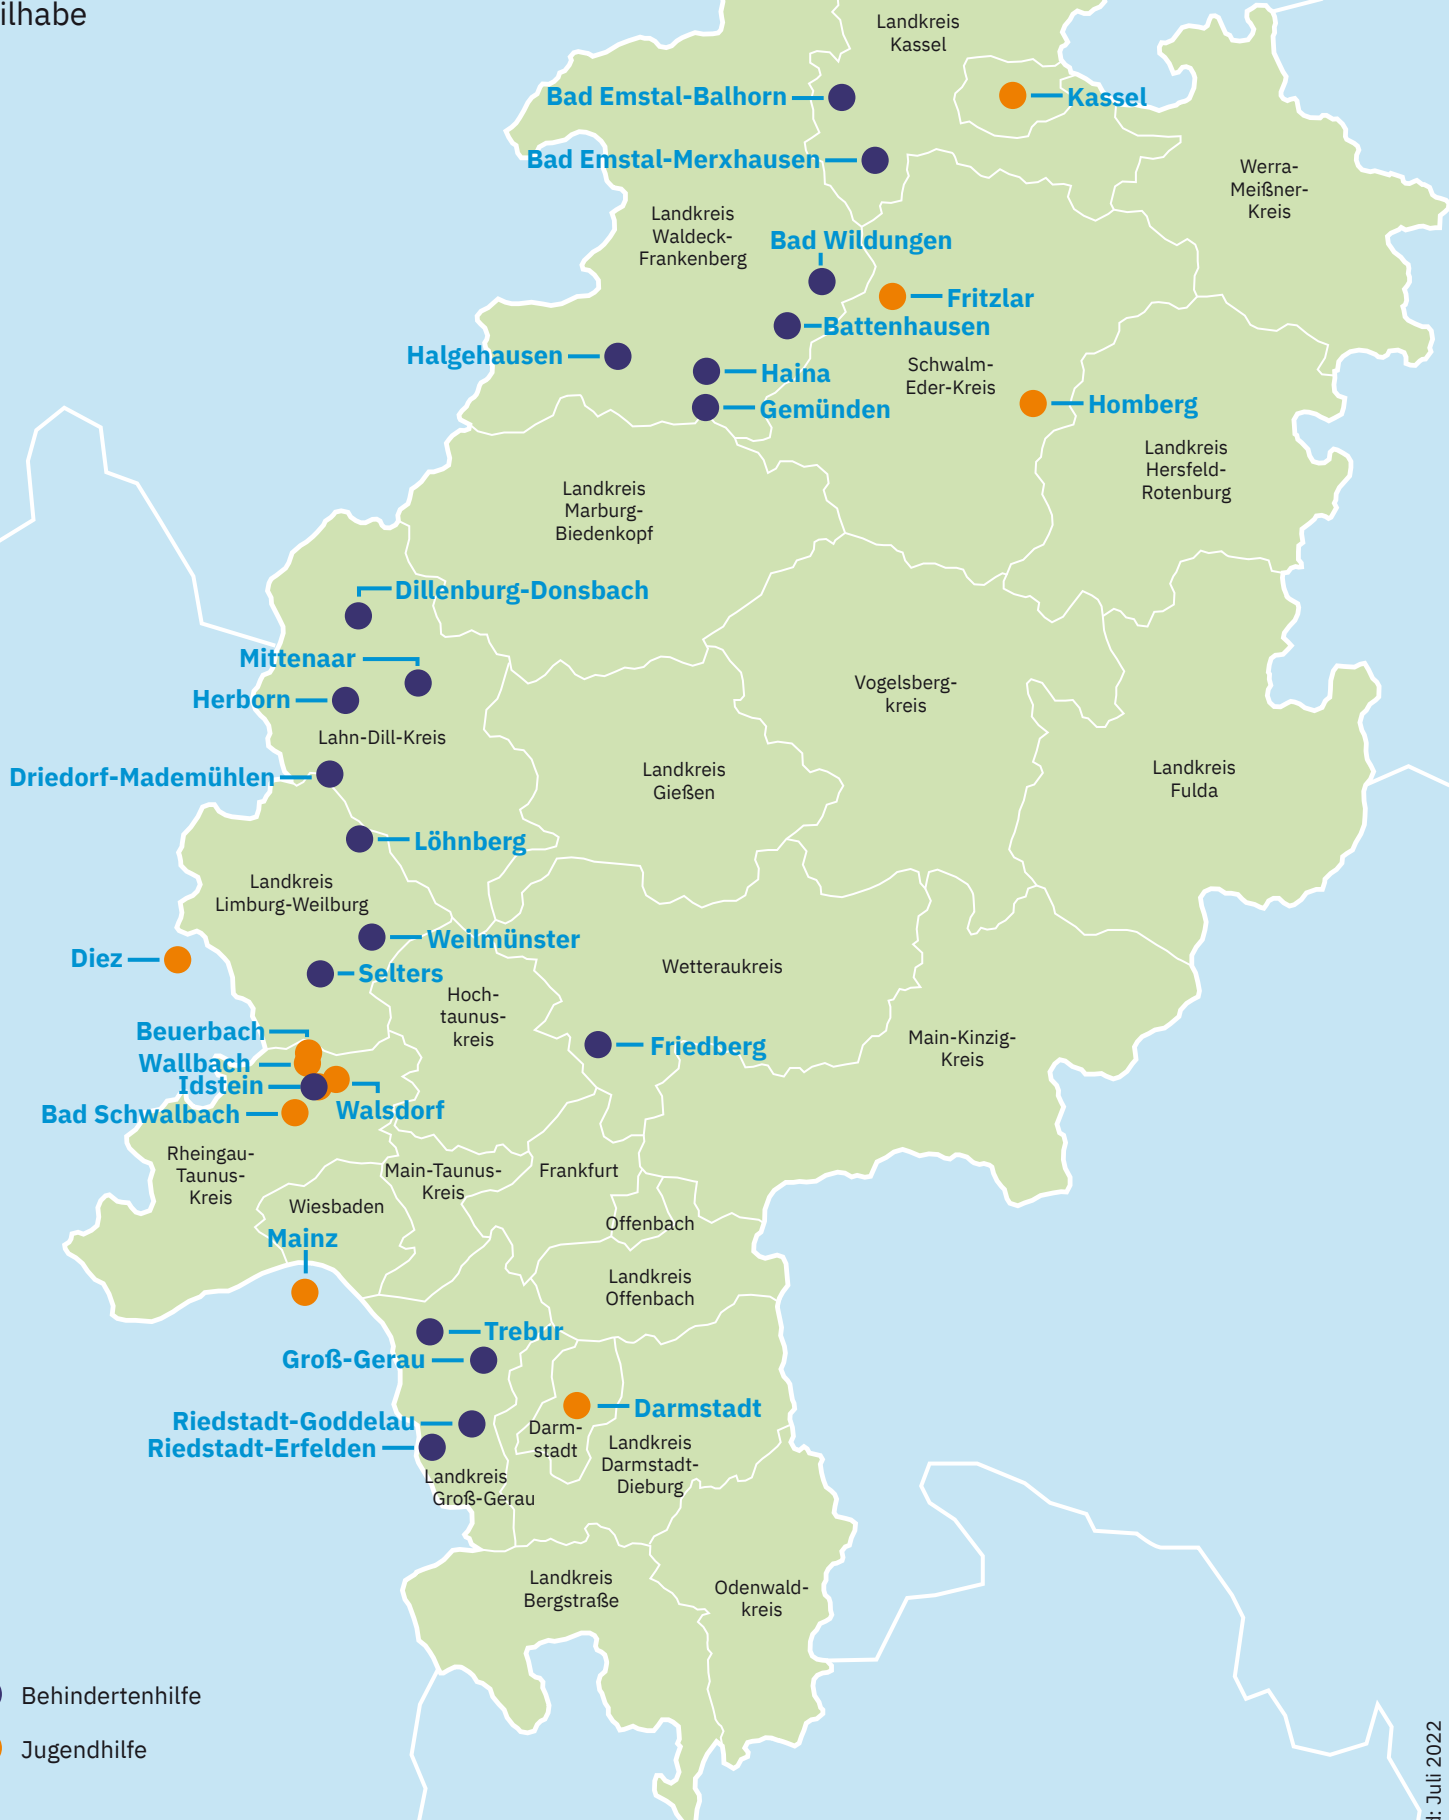 ilhabe
Landkreis
Kassel
Bad Emstal-Balhorn
Kassel
Bad Emstal-Merxhausen
Werra-
Meißner-
Kreis
Landkreis
Waldeck-
Frankenberg
Bad Wildungen
Fritzlar
Battenhausen
Halgehausen
Haina
Schwalm-
Eder-Kreis
Gemünden
Homberg
Landkreis
Hersfeld-
Rotenburg
Landkreis
Marburg-
Biedenkopf
Dillenburg-Donsbach
Mittenaar
Herborn
Vogelsberg-
kreis
Lahn-Dill-Kreis
Driedorf-Mademühlen
Landkreis
Gießen
Landkreis
Fulda
Löhnberg
Landkreis
Limburg-Weilburg
Weilmünster
Diez
Selters
Wetteraukreis
Hoch-
taunus-
kreis
Beuerbach
Friedberg
Main-Kinzig-
Kreis
Wallbach
Idstein
Walsdorf
Bad Schwalbach
Rheingau-
Taunus-
Kreis
Main-Taunus-
Kreis
Frankfurt
Wiesbaden
Offenbach
Mainz
Landkreis
Offenbach
Trebur
Groß-Gerau
Darmstadt
Riedstadt-Goddelau
Darm-
stadt
Riedstadt-Erfelden
Landkreis
Darmstadt-
Dieburg
Landkreis
Groß-Gerau
Landkreis
Bergstraße
Odenwald-
kreis
Behindertenhilfe
Jugendhilfe
d: Juli 2022